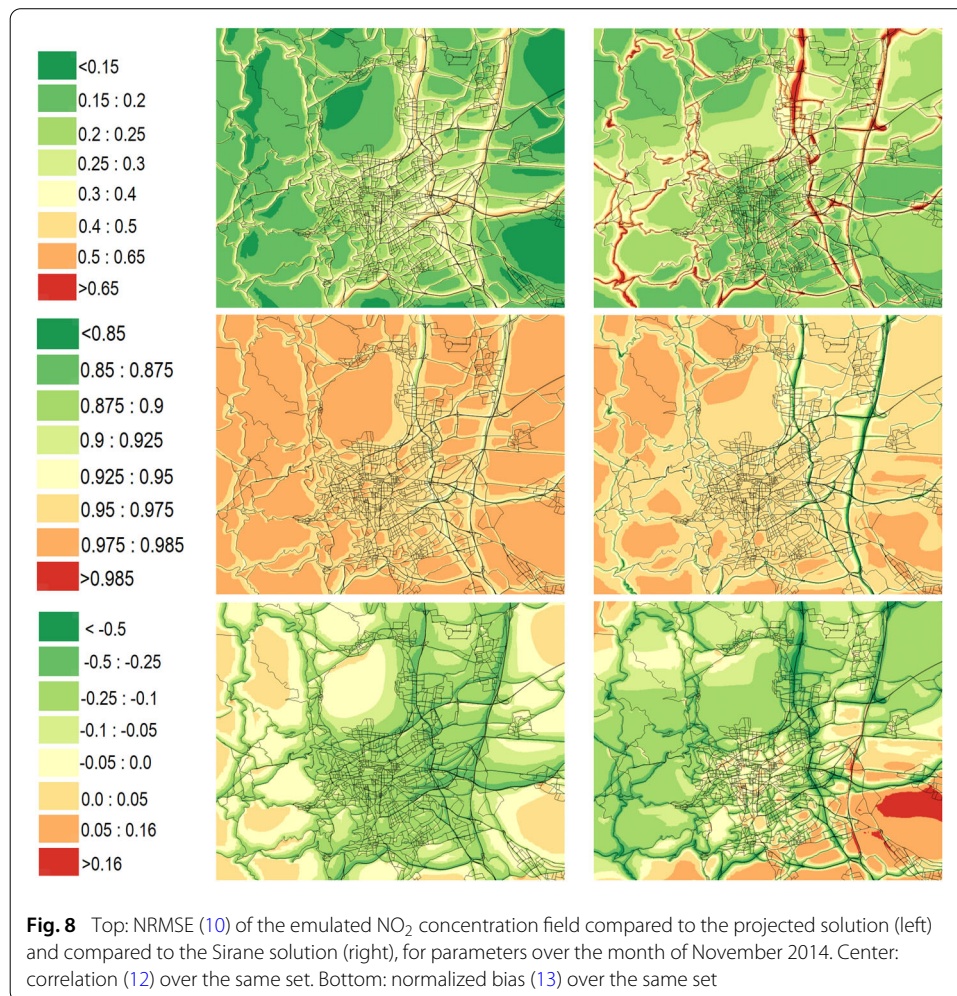 <0.15
0.15 : 0.2
0.2 : 0.25
0.25 : 0.3
0.3 : 0.4
0.4 : 0.5
0.5 : 0.65
>0.65
<0.85
0.85 : 0.875
0.875 : 0.9
0.9 : 0.925
0.925 : 0.95
0.95 : 0.975
0.975 : 0.985
>0.985
< -0.5
-0.5 : -0.25
-0.25 : -0.1
-0.1 : -0.05
-0.05 : 0.0
0.0 : 0.05
0.05 : 0.16
>0.16
Fig. 8 Top: NRMSE (10) of the emulated NO₂ concentration field compared to the projected solution (left)
and compared to the Sirane solution (right), for parameters over the month of November 2014. Center:
correlation (12) over the same set. Bottom: normalized bias (13) over the same set